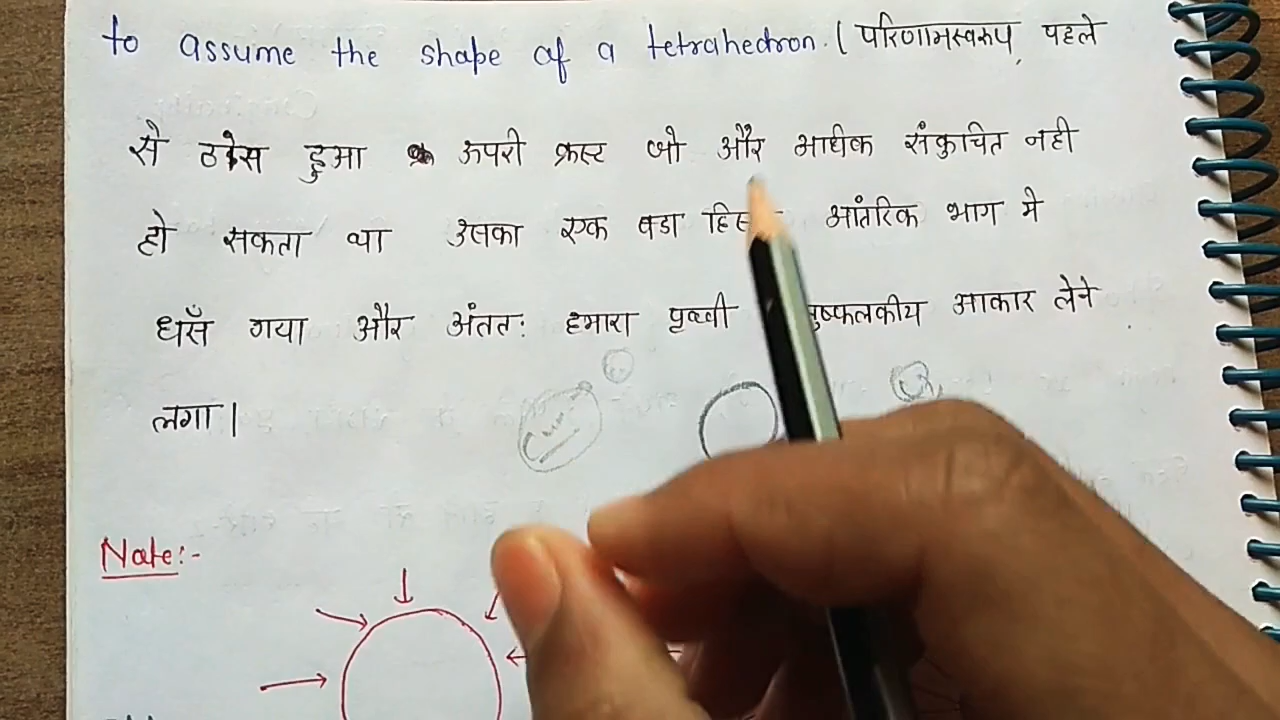 to assume the shape of a tetrahedron. (परिणामस्वरूप, पहले
से ठोस हुआ ऊपरी क्रस्ट जो और अधिक संकुचित नही
हो सकता था उसका एक बडा आंतरिक भाग मे
धसँ गया और अंतत: हमारा पृथ्वी आकार लेने
लगा |
Note:-